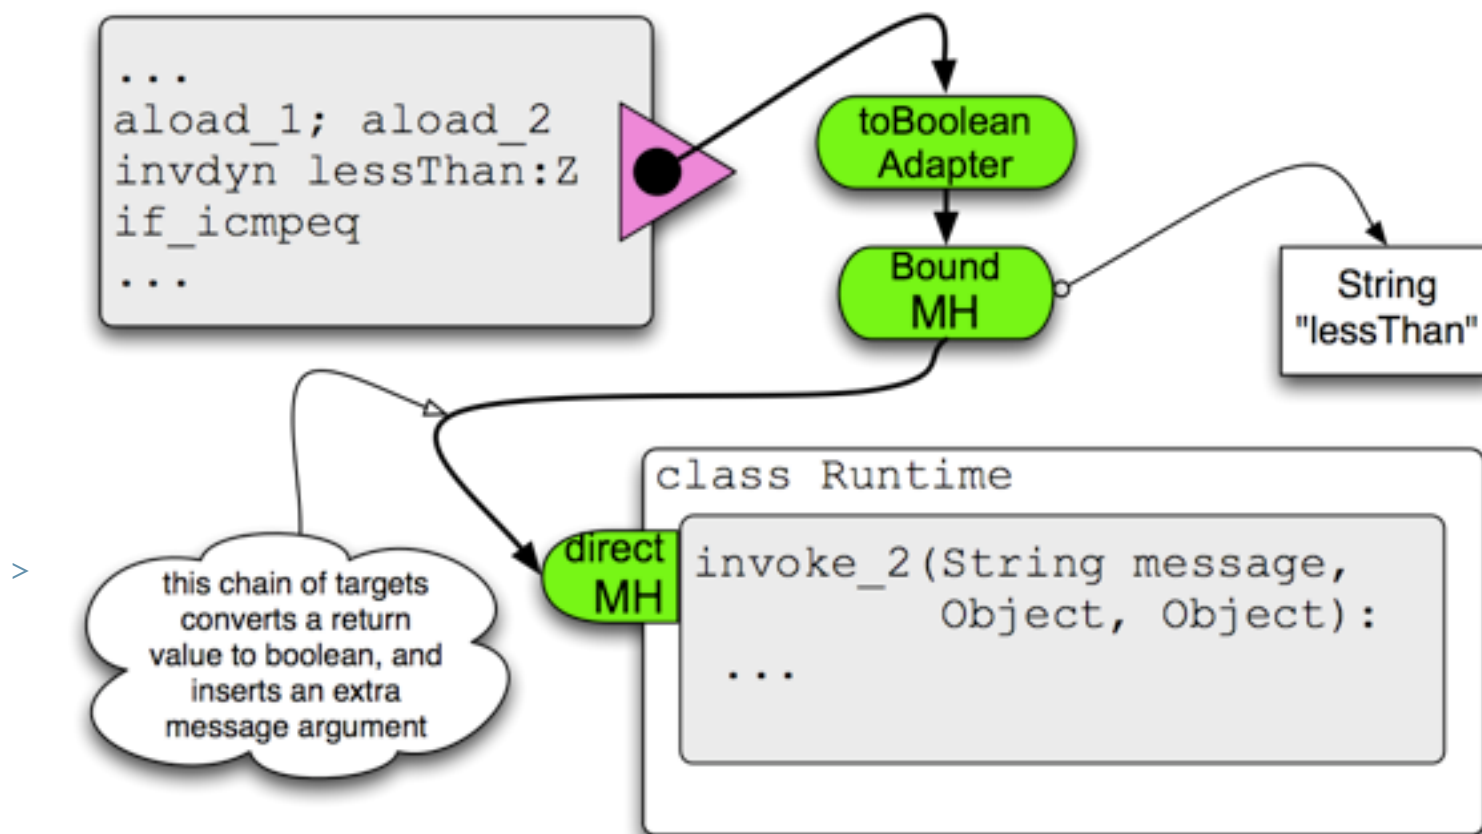 ...
aload_1; aload_2
invdyn lessThan:Z
if_icmpeq
...
toBoolean
Adapter
Bound
MH
String
"lessThan"
>
this chain of targets
converts a return
value to boolean, and
inserts an extra
message argument
direct
MH
class Runtime
invoke_2(String message,
Object, Object):
...